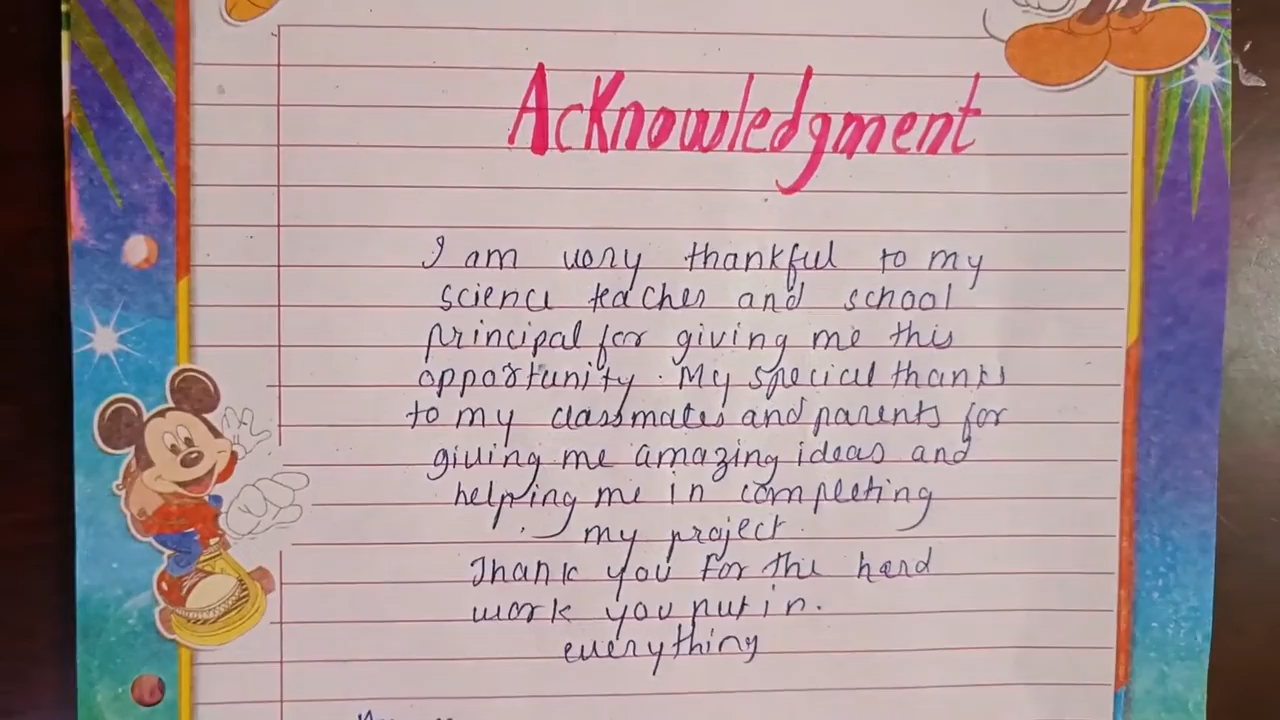 Acknowledgment
I am very thankful to my
science teacher and school
principal for giving me this
opportunity. My special thanks
to my classmates and parents for
giving me amazing ideas and
helping me in completing
my project.
Thank you for the hard
work you put in.
everything